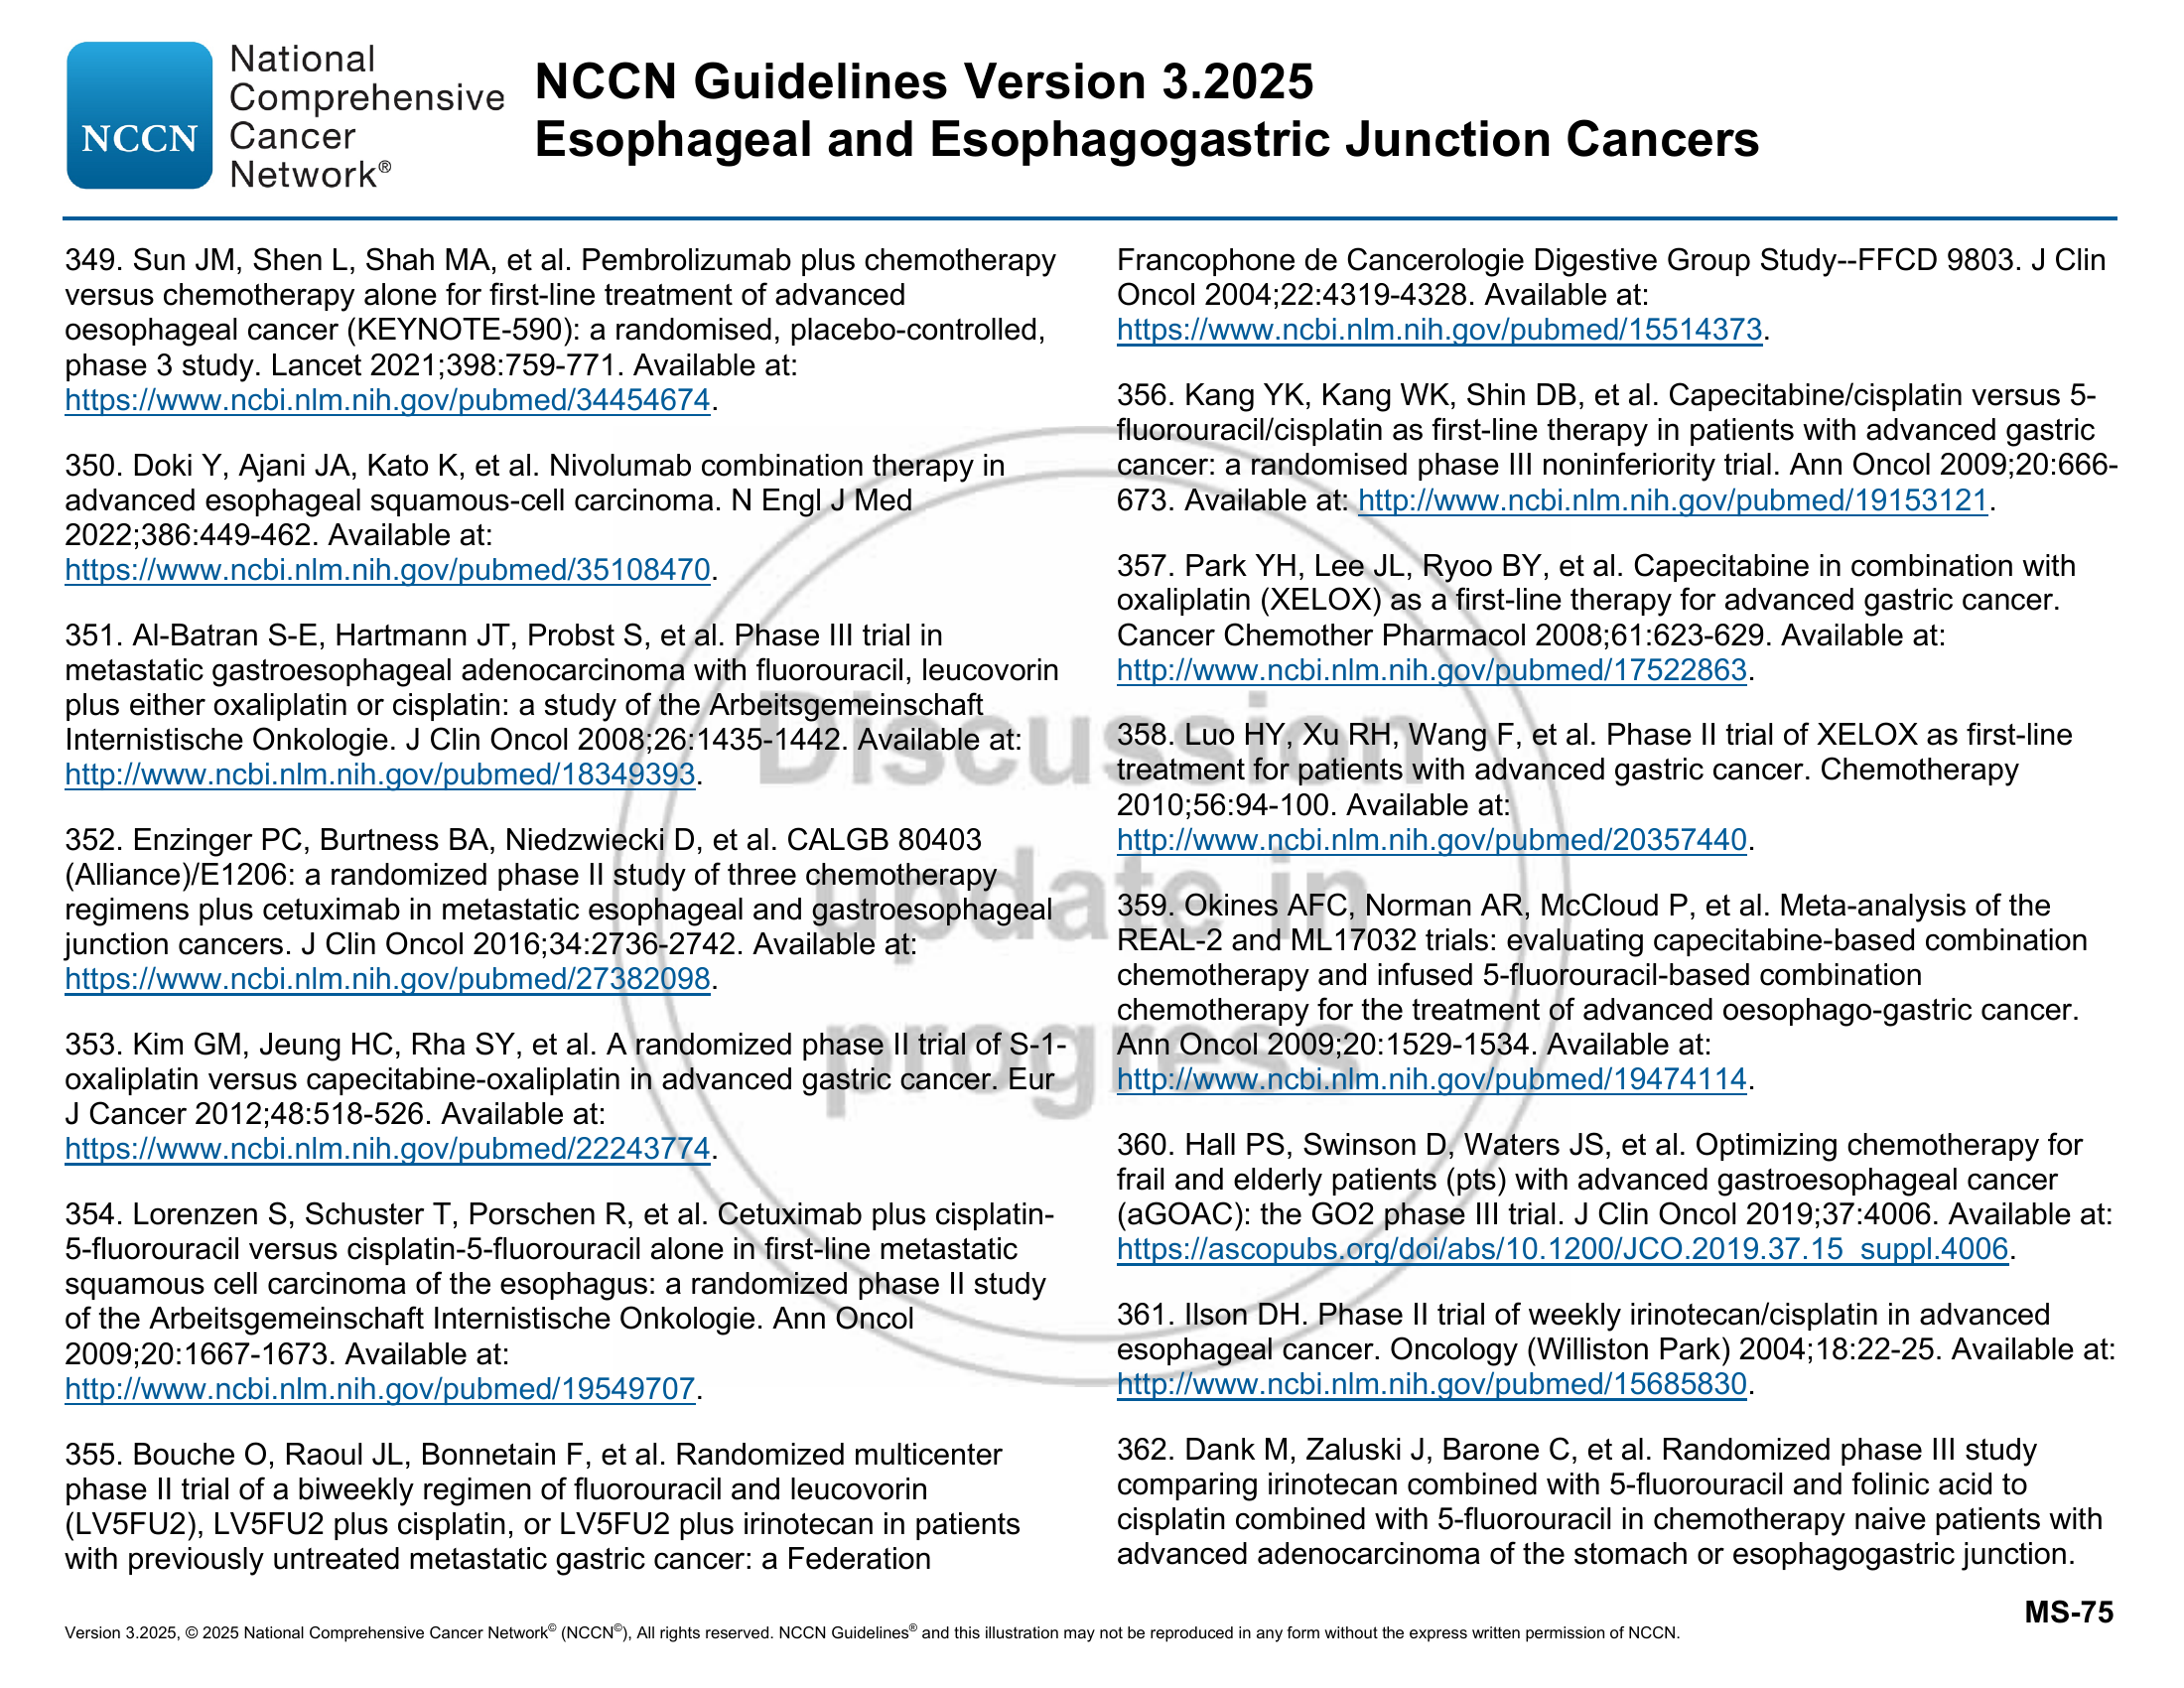 National
Comprehensive
NCCN Cancer
Network®
NCCN Guidelines Version 3.2025
Esophageal and Esophagogastric Junction Cancers
349. Sun JM, Shen L, Shah MA, et al. Pembrolizumab plus chemotherapy
versus chemotherapy alone for first-line treatment of advanced
oesophageal cancer (KEYNOTE-590): a randomised, placebo-controlled,
phase 3 study. Lancet 2021;398:759-771. Available at:
https://www.ncbi.nlm.nih.gov/pubmed/34454674.
350. Doki Y, Ajani JA, Kato K, et al. Nivolumab combination therapy in
advanced esophageal squamous-cell carcinoma. N Engl J Med
2022;386:449-462. Available at:
https://www.ncbi.nlm.nih.gov/pubmed/35108470.
351. Al-Batran S-E, Hartmann JT, Probst S, et al. Phase III trial in
metastatic gastroesophageal adenocarcinoma with fluorouracil, leucovorin
plus either oxaliplatin or cisplatin: a study of the Arbeitsgemeinschaft
Internistische Onkologie. J Clin Oncol 2008;26:1435-1442. Available at:
http://www.ncbi.nlm.nih.gov/pubmed/18349393.
352. Enzinger PC, Burtness BA, Niedzwiecki D, et al. CALGB 80403
(Alliance)/E1206: a randomized phase II study of three chemotherapy
regimens plus cetuximab in metastatic esophageal and gastroesophageal
junction cancers. J Clin Oncol 2016;34:2736-2742. Available at:
https://www.ncbi.nlm.nih.gov/pubmed/27382098.
353. Kim GM, Jeung HC, Rha SY, et al. A randomized phase II trial of S-1-
oxaliplatin versus capecitabine-oxaliplatin in advanced gastric cancer. Eur
J Cancer 2012;48:518-526. Available at:
https://www.ncbi.nlm.nih.gov/pubmed/22243774.
354. Lorenzen S, Schuster T, Porschen R, et al. Cetuximab plus cisplatin-
5-fluorouracil versus cisplatin-5-fluorouracil alone in first-line metastatic
squamous cell carcinoma of the esophagus: a randomized phase II study
of the Arbeitsgemeinschaft Internistische Onkologie. Ann Oncol
2009;20:1667-1673. Available at:
http://www.ncbi.nlm.nih.gov/pubmed/19549707.
355. Bouche O, Raoul JL, Bonnetain F, et al. Randomized multicenter
phase II trial of a biweekly regimen of fluorouracil and leucovorin
(LV5FU2), LV5FU2 plus cisplatin, or LV5FU2 plus irinotecan in patients
with previously untreated metastatic gastric cancer: a Federation
Francophone de Cancerologie Digestive Group Study--FFCD 9803. J Clin
Oncol 2004;22:4319-4328. Available at:
https://www.ncbi.nlm.nih.gov/pubmed/15514373.
356. Kang YK, Kang WK, Shin DB, et al. Capecitabine/cisplatin versus 5-
fluorouracil/cisplatin as first-line therapy in patients with advanced gastric
cancer: a randomised phase III noninferiority trial. Ann Oncol 2009;20:666-
673. Available at: http://www.ncbi.nlm.nih.gov/pubmed/19153121.
357. Park YH, Lee JL, Ryoo BY, et al. Capecitabine in combination with
oxaliplatin (XELOX) as a first-line therapy for advanced gastric cancer.
Cancer Chemother Pharmacol 2008;61:623-629. Available at:
http://www.ncbi.nlm.nih.gov/pubmed/17522863.
358. Luo HY, Xu RH, Wang F, et al. Phase II trial of XELOX as first-line
treatment for patients with advanced gastric cancer. Chemotherapy
2010;56:94-100. Available at:
http://www.ncbi.nlm.nih.gov/pubmed/20357440.
359. Okines AFC, Norman AR, McCloud P, et al. Meta-analysis of the
REAL-2 and ML17032 trials: evaluating capecitabine-based combination
chemotherapy and infused 5-fluorouracil-based combination
chemotherapy for the treatment of advanced oesophago-gastric cancer.
Ann Oncol 2009;20:1529-1534. Available at:
http://www.ncbi.nlm.nih.gov/pubmed/19474114.
360. Hall PS, Swinson D, Waters JS, et al. Optimizing chemotherapy for
frail and elderly patients (pts) with advanced gastroesophageal cancer
(aGOAC): the GO2 phase III trial. J Clin Oncol 2019;37:4006. Available at:
https://ascopubs.org/doi/abs/10.1200/JCO.2019.37.15_suppl.4006.
361. Ilson DH. Phase II trial of weekly irinotecan/cisplatin in advanced
esophageal cancer. Oncology (Williston Park) 2004;18:22-25. Available at:
http://www.ncbi.nlm.nih.gov/pubmed/15685830.
362. Dank M, Zaluski J, Barone C, et al. Randomized phase III study
comparing irinotecan combined with 5-fluorouracil and folinic acid to
cisplatin combined with 5-fluorouracil in chemotherapy naive patients with
advanced adenocarcinoma of the stomach or esophagogastric junction.
Discussion
update in
progress
MS-75
Version 3.2025, © 2025 National Comprehensive Cancer Network© (NCCN©), All rights reserved. NCCN Guidelines® and this illustration may not be reproduced in any form without the express written permission of NCCN.